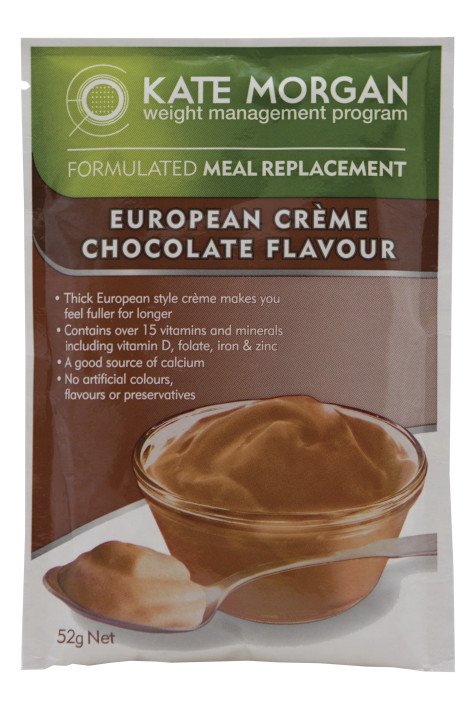 KATE MORGAN
weight management program
FORMULATED MEAL REPLACEMENT
EUROPEAN CRÈME
CHOCOLATE FLAVOUR
• Thick European style crème makes you
feel fuller for longer
• Contains over 15 vitamins and minerals
including vitamin D, folate, iron & zinc
• A good source of calcium
• No artificial colours,
flavours or preservatives
52g Net